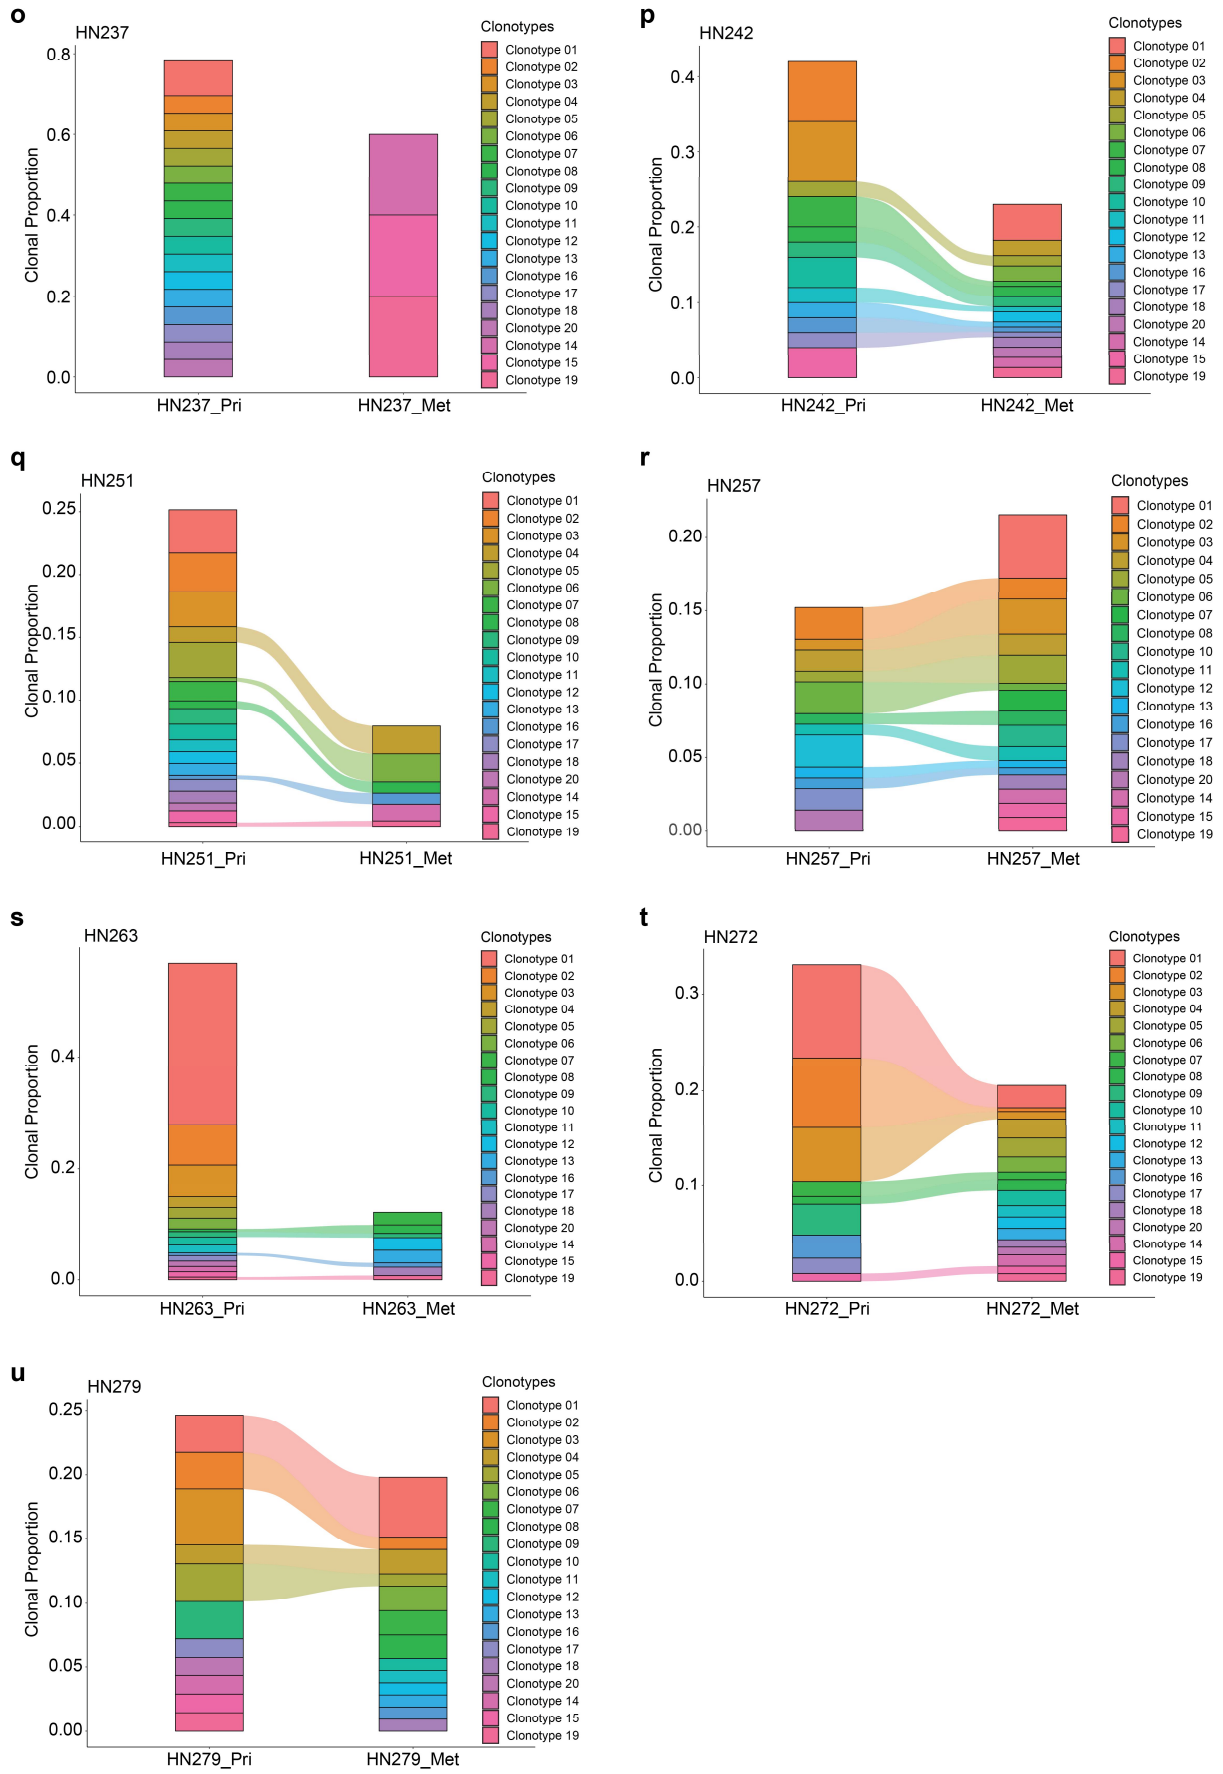 o
HN237
Clonal Proportion
0.8
0.6
0.4
0.2
0.0
HN237_Pri
HN237_Met
Clonotypes
Clonotype 01
Clonotype 02
Clonotype 03
Clonotype 04
Clonotype 05
Clonotype 06
Clonotype 07
Clonotype 08
Clonotype 09
Clonotype 10
Clonotype 11
Clonotype 12
Clonotype 13
Clonotype 16
Clonotype 17
Clonotype 18
Clonotype 20
Clonotype 14
Clonotype 15
Clonotype 19
p
HN242
Clonal Proportion
0.4
0.3
0.2
0.1
0.0
HN242_Pri
HN242_Met
Clonotypes
Clonotype 01
Clonotype 02
Clonotype 03
Clonotype 04
Clonotype 05
Clonotype 06
Clonotype 07
Clonotype 08
Clonotype 09
Clonotype 10
Clonotype 11
Clonotype 12
Clonotype 13
Clonotype 16
Clonotype 17
Clonotype 18
Clonotype 20
Clonotype 14
Clonotype 15
Clonotype 19
q
HN251
Clonal Proportion
0.25
0.20
0.15
0.10
0.05
0.00
HN251_Pri
HN251_Met
Clonotypes
Clonotype 01
Clonotype 02
Clonotype 03
Clonotype 04
Clonotype 05
Clonotype 06
Clonotype 07
Clonotype 08
Clonotype 09
Clonotype 10
Clonotype 11
Clonotype 12
Clonotype 13
Clonotype 16
Clonotype 17
Clonotype 18
Clonotype 20
Clonotype 14
Clonotype 15
Clonotype 19
r
HN257
Clonal Proportion
0.20
0.15
0.10
0.05
0.00
HN257_Pri
HN257_Met
Clonotypes
Clonotype 01
Clonotype 02
Clonotype 03
Clonotype 04
Clonotype 05
Clonotype 06
Clonotype 07
Clonotype 08
Clonotype 10
Clonotype 11
Clonotype 12
Clonotype 13
Clonotype 16
Clonotype 17
Clonotype 18
Clonotype 20
Clonotype 14
Clonotype 15
Clonotype 19
s
HN263
Clonal Proportion
0.4
0.2
0.0
HN263_Pri
HN263_Met
Clonotypes
Clonotype 01
Clonotype 02
Clonotype 03
Clonotype 04
Clonotype 05
Clonotype 06
Clonotype 07
Clonotype 08
Clonotype 09
Clonotype 10
Clonotype 11
Clonotype 12
Clonotype 13
Clonotype 16
Clonotype 17
Clonotype 18
Clonotype 20
Clonotype 14
Clonotype 15
Clonotype 19
t
HN272
Clonal Proportion
0.3
0.2
0.1
0.0
HN272_Pri
HN272_Met
Clonotypes
Clonotype 01
Clonotype 02
Clonotype 03
Clonotype 04
Clonotype 05
Clonotype 06
Clonotype 07
Clonotype 08
Clonotype 09
Clonotype 10
Clonotype 11
Clonotype 12
Clonotype 13
Clonotype 16
Clonotype 17
Clonotype 18
Clonotype 20
Clonotype 14
Clonotype 15
Clonotype 19
u
HN279
Clonal Proportion
0.25
0.20
0.15
0.10
0.05
0.00
HN279_Pri
HN279_Met
Clonotypes
Clonotype 01
Clonotype 02
Clonotype 03
Clonotype 04
Clonotype 05
Clonotype 06
Clonotype 07
Clonotype 08
Clonotype 09
Clonotype 10
Clonotype 11
Clonotype 12
Clonotype 13
Clonotype 16
Clonotype 17
Clonotype 18
Clonotype 20
Clonotype 14
Clonotype 15
Clonotype 19